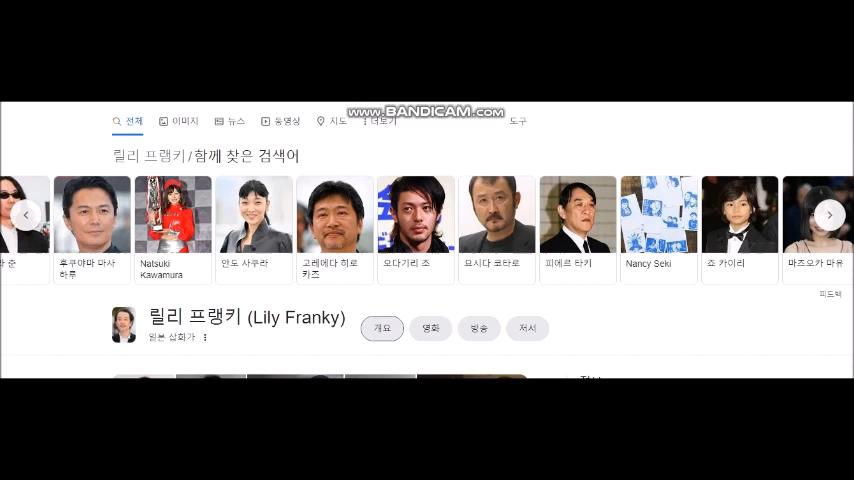 www.BANDICAM.com
전체 이미지 뉴스 동영상 지도 더보기 도구
릴리 프랭키/함께 찾은 검색어
준
후쿠야마 마사하루
Natsuki Kawamura
안도 사쿠라
고레에다 히로카즈
오다기리 조
요시다 코타로
피에르 타키
Nancy Seki
죠 카이리
마츠오카 마유
피드백
릴리 프랭키 (Lily Franky)
일본 삽화가
개요 영화 방송 저서